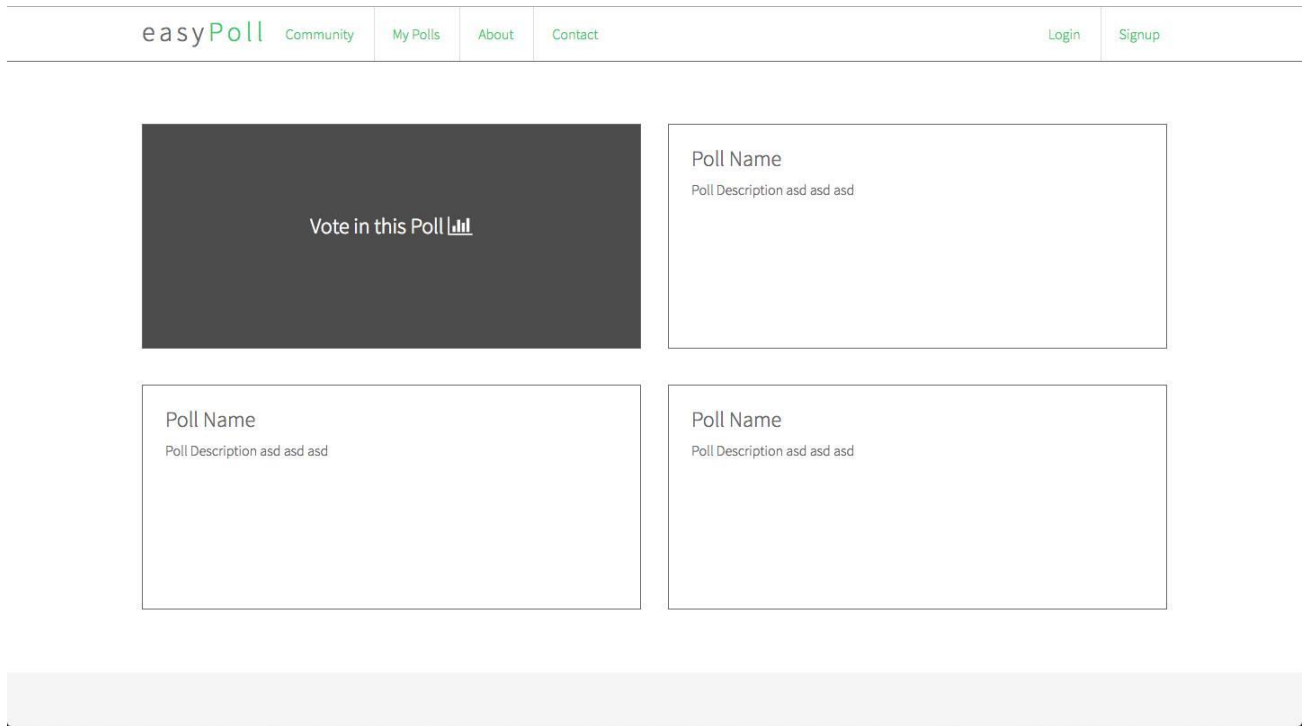 easyPoll Community My Polls About Contact Login Signup
Vote in this Poll
Poll Name
Poll Description asd asd asd
Poll Name
Poll Description asd asd asd
Poll Name
Poll Description asd asd asd